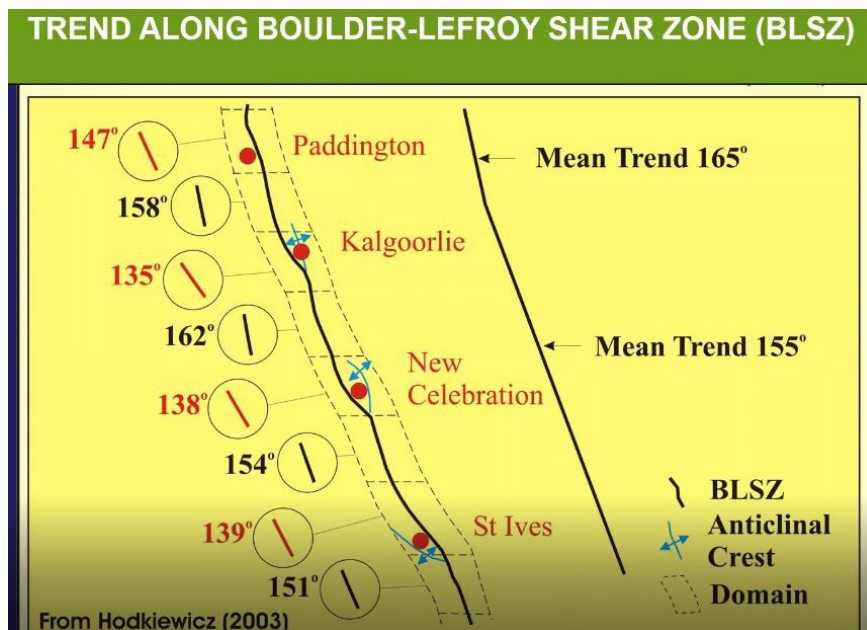 TREND ALONG BOULDER-LEFROY SHEAR ZONE (BLSZ)
147°
Paddington
Mean Trend 165°
158°
Kalgoorlie
135°
162°
Mean Trend 155°
New
Celebration
138°
154°
BLSZ
St Ives
Anticlinal
Crest
139°
151°
Domain
From Hodkiewicz (2003)